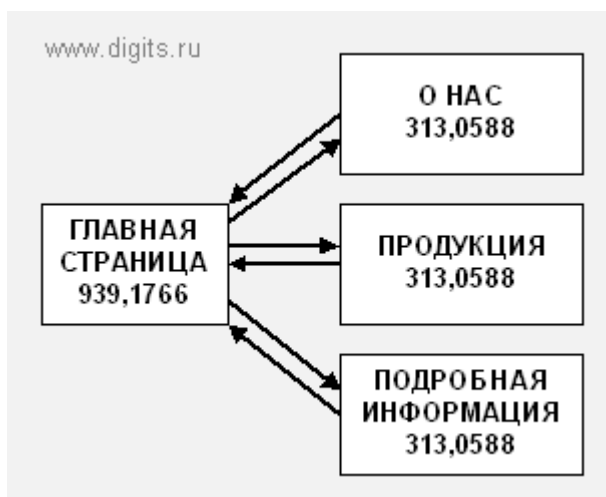 www.digits.ru
О НАС
313,0588
ГЛАВНАЯ
СТРАНИЦА
939,1766
ПРОДУКЦИЯ
313,0588
ПОДРОБНАЯ
ИНФОРМАЦИЯ
313,0588